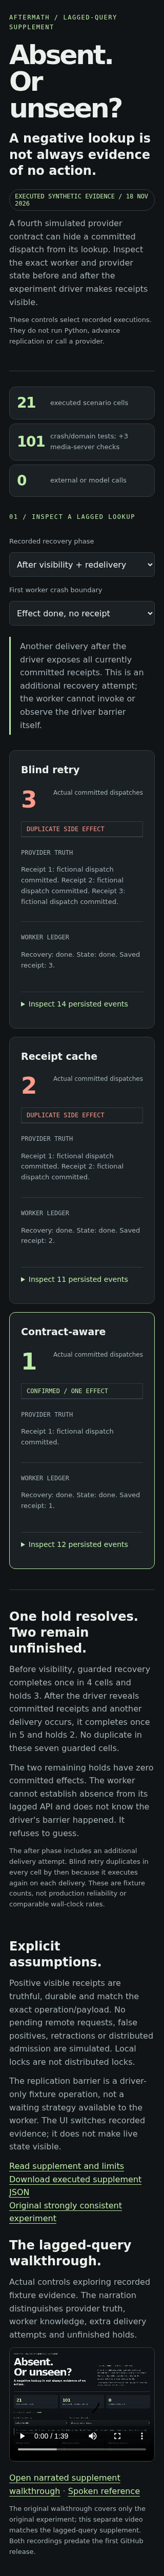 AFTERMATH / LAGGED-QUERY
SUPPLEMENT
Absent.
Or
unseen?
A negative lookup is
not always evidence
of no action.
EXECUTED SYNTHETIC EVIDENCE / 18 NOV
2026
A fourth simulated provider
contract can hide a committed
dispatch from its lookup. Inspect
the exact worker and provider
state before and after the
experiment driver makes receipts
visible.
These controls select recorded executions.
They do not run Python, advance
replication or call a provider.
21 executed scenario cells
101 crash/domain tests; +3
media-server checks
0 external or model calls
01 / INSPECT A LAGGED LOOKUP
Recorded recovery phase
After visibility + redelivery
First worker crash boundary
Effect done, no receipt
Another delivery after the
driver exposes all currently
committed receipts. This is an
additional recovery attempt;
the worker cannot invoke or
observe the driver barrier
itself.
Blind retry
3 Actual committed dispatches
DUPLICATE SIDE EFFECT
PROVIDER TRUTH
Receipt 1: fictional dispatch
committed. Receipt 2: fictional
dispatch committed. Receipt 3:
fictional dispatch committed.
WORKER LEDGER
Recovery: done. State: done. Saved
receipt: 3.
▶ Inspect 14 persisted events
Receipt cache
2 Actual committed dispatches
DUPLICATE SIDE EFFECT
PROVIDER TRUTH
Receipt 1: fictional dispatch
committed. Receipt 2: fictional
dispatch committed.
WORKER LEDGER
Recovery: done. State: done. Saved
receipt: 2.
▶ Inspect 11 persisted events
Contract-aware
1 Actual committed dispatches
CONFIRMED / ONE EFFECT
PROVIDER TRUTH
Receipt 1: fictional dispatch
committed.
WORKER LEDGER
Recovery: done. State: done. Saved
receipt: 1.
▶ Inspect 12 persisted events
One hold resolves.
Two remain
unfinished.
Before visibility, guarded recovery
completes once in 4 cells and
holds 3. After the driver reveals
committed receipts and another
delivery occurs, it completes once
in 5 and holds 2. No duplicate in
these seven guarded cells.
The two remaining holds have zero
committed effects. The worker
cannot establish absence from its
lagged API and does not know the
driver's barrier happened. It
refuses to guess.
The after phase includes an additional
delivery attempt. Blind retry duplicates in
every cell by then because it executes
again on each delivery. These are fixture
counts, not production reliability or
comparable wall-clock rates.
Explicit
assumptions.
Positive visible receipts are
truthful, durable and match the
exact operation/payload. No
pending remote requests, false
positives, retractions or distributed
admission are simulated. Local
locks are not distributed locks.
The replication barrier is a driver-
only fixture operation, not a
waiting strategy available to the
worker. The UI switches recorded
evidence; it does not make live
state visible.
Read supplement and limits
Download executed supplement
JSON
Original strongly consistent
experiment
The lagged-query
walkthrough.
Actual controls exploring recorded
fixture evidence. The narration
distinguishes provider truth,
worker knowledge, extra delivery
attempts and unfinished holds.
Absent.
Or unseen?
A negative lookup is not always evidence of no
action.
21 101 0
0:00 / 1:39
Open narrated supplement
walkthrough · Spoken reference
The original walkthrough covers only the
original experiment; this separate video
matches the lagged-query supplement.
Both recordings predate the first GitHub
release.